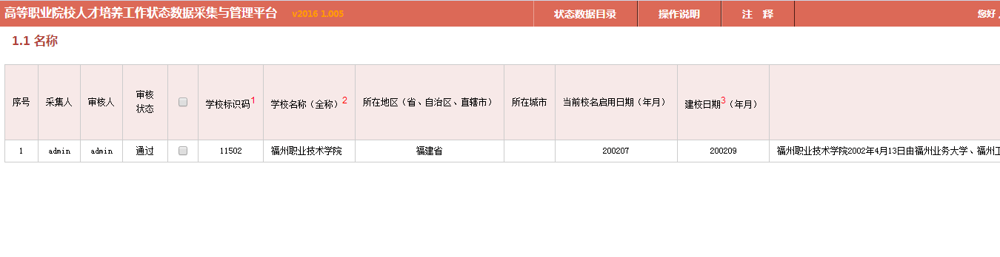 高等职业院校人才培养工作状态数据采集与管理平台 v2016 1.005 状态数据目录 操作说明 注 释 您好
1.1 名称
序号 采集人 审核人 审核状态 学校标识码1 学校名称（全称）2 所在地区（省、自治区、直辖市） 所在城市 当前校名启用日期（年月） 建校日期3（年月）
1 admin admin 通过 11502 福州职业技术学院 福建省 200207 200209 福州职业技术学院2002年4月13日由福州业务大学、福州